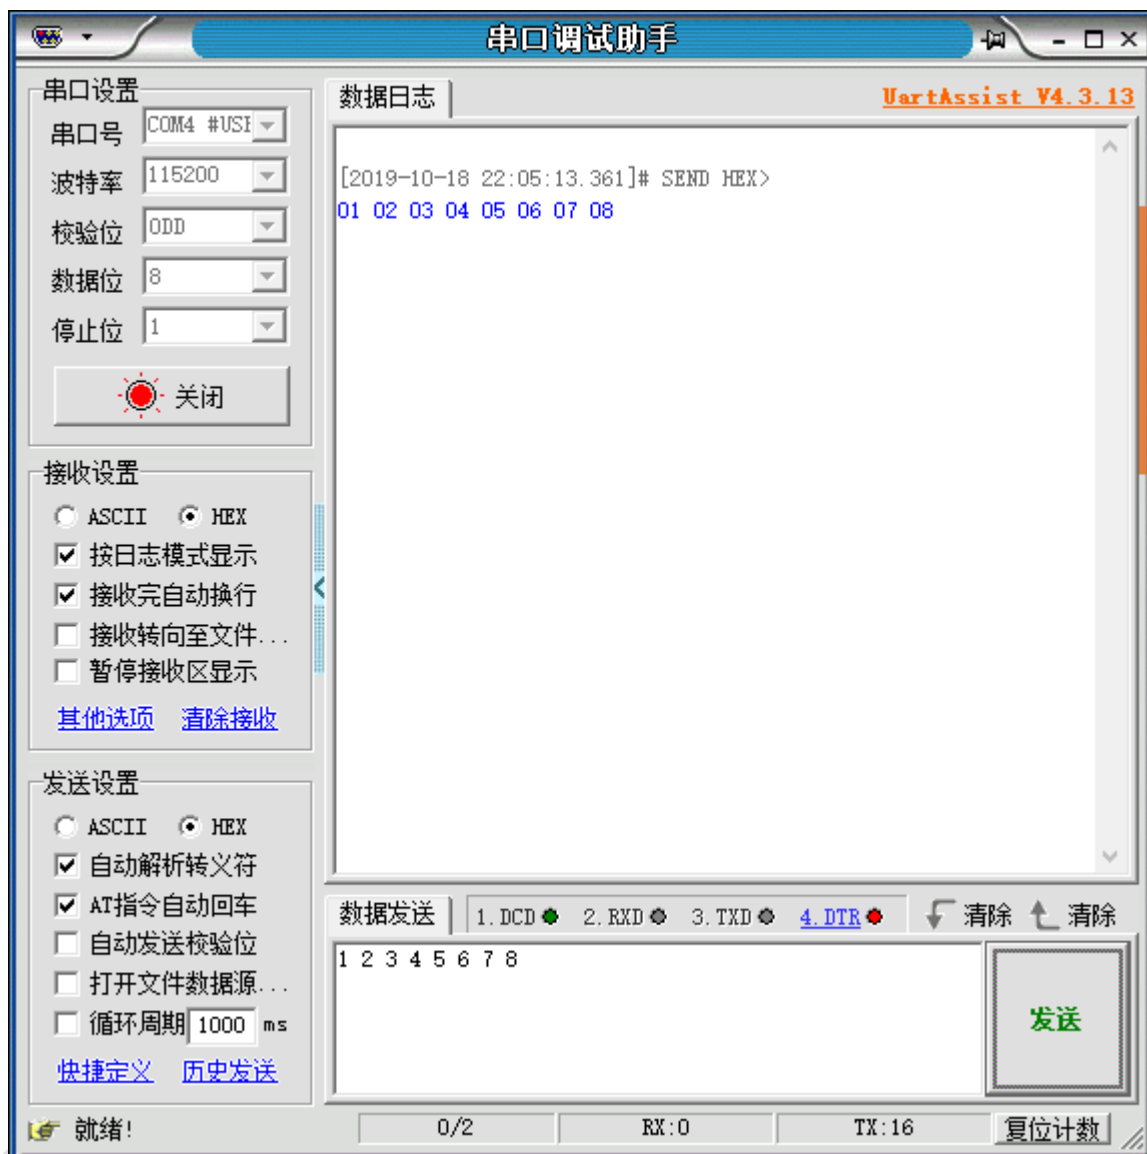 串口调试助手
串口设置
串口号 COM4 #USB
波特率 115200
校验位 ODD
数据位 8
停止位 1
关闭
接收设置
ASCII HEX
按日志模式显示
接收完自动换行
接收转向至文件...
暂停接收区显示
其他选项 清除接收
发送设置
ASCII HEX
自动解析转义符
AT指令自动回车
自动发送校验位
打开文件数据源...
循环周期 1000 ms
快捷定义 历史发送
数据日志 UartAssist V4.3.13
[2019-10-18 22:05:13.361]# SEND HEX>
01 02 03 04 05 06 07 08
数据发送 1.DCD 2.RXD 3.TXD 4.DTR 清除 清除
1 2 3 4 5 6 7 8
发送
就绪! 0/2 RX:0 TX:16 复位计数